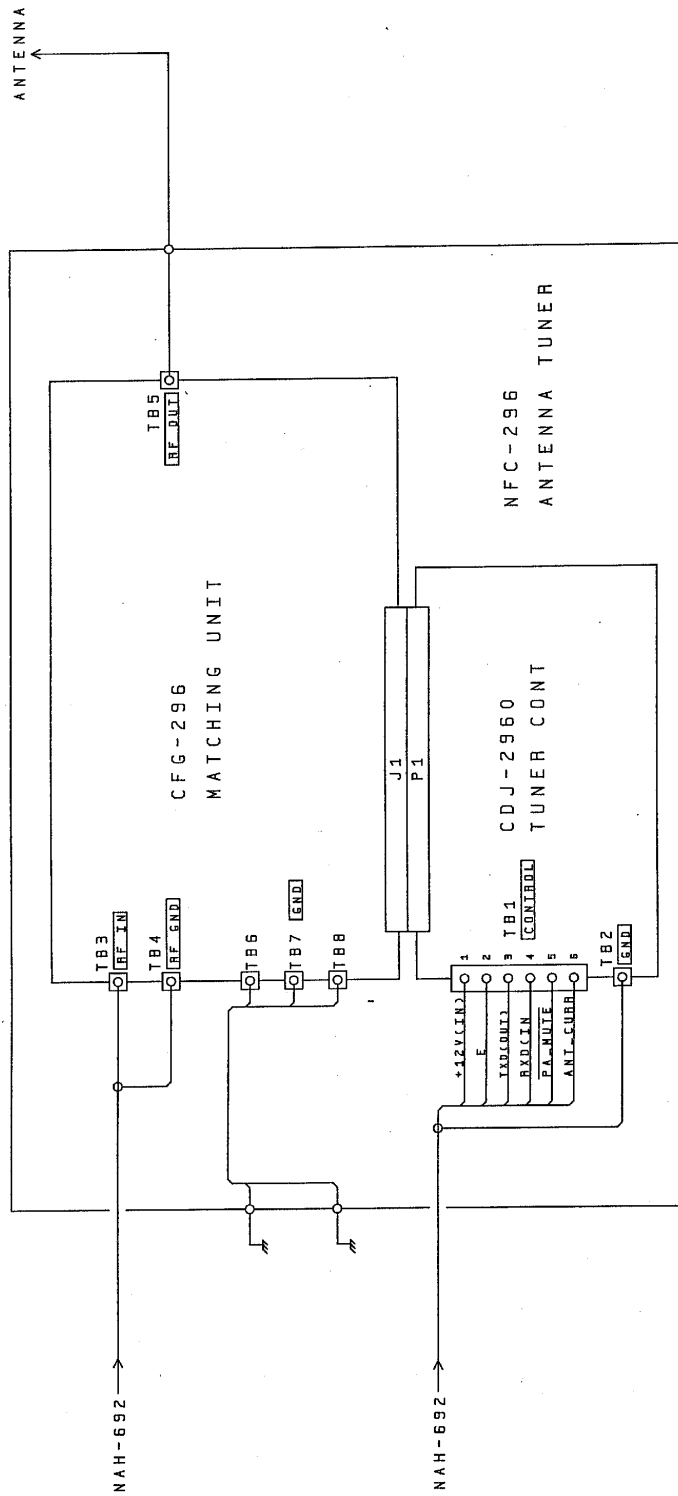 ANTENNA
TB5
RF OUT
CFG-296
MATCHING UNIT
TB3
RF IN
TB4
RF GND
TB6
TB7
GND
TB8
NAH-692
J1
P1
NFC-296
ANTENNA TUNER
CDJ-2960
TUNER CONT
TB1
CONTROL
+12V(IN)
1
E
2
TXD(OUT)
3
RXD(IN
4
PA_MUTE
5
ANT_CURR
6
TB2
GND
NAH-692